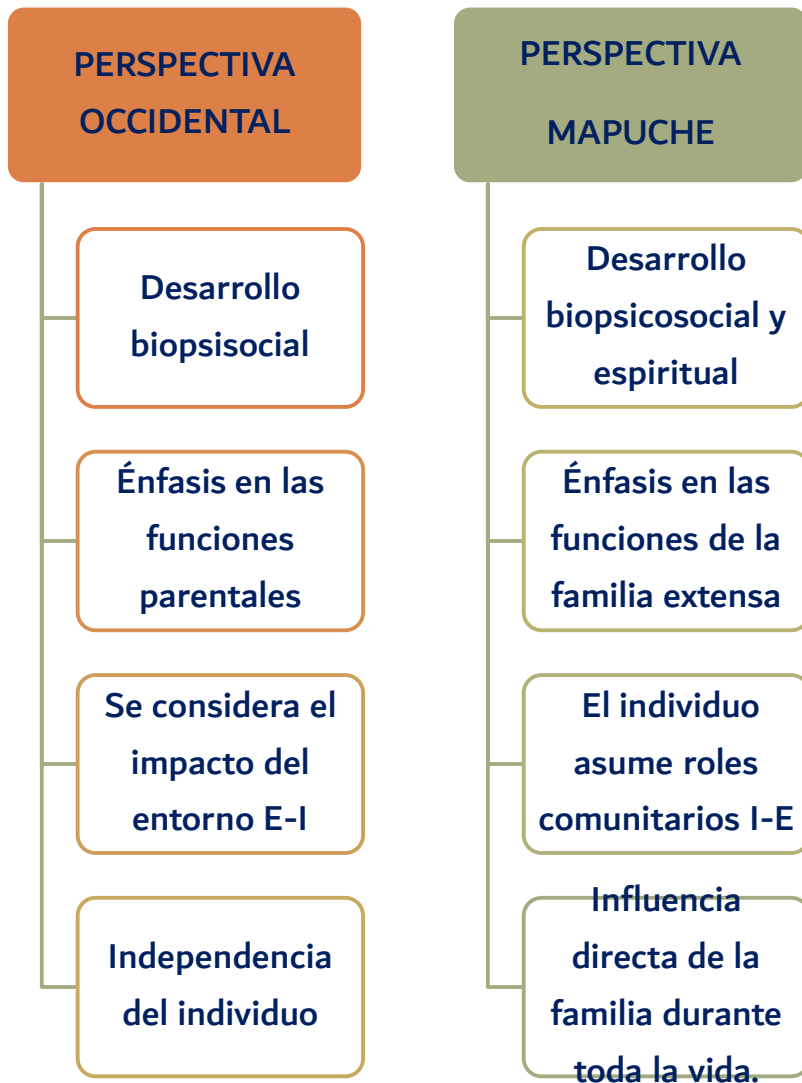 PERSPECTIVA
OCCIDENTAL
Desarrollo
biopsisocial
Énfasis en las
funciones
parentales
Se considera el
impacto del
entorno E-I
Independencia
del individuo
PERSPECTIVA
MAPUCHE
Desarrollo
biopsicosocial y
espiritual
Énfasis en las
funciones de la
familia extensa
El individuo
asume roles
comunitarios I-E
Influencia
directa de la
familia durante
toda la vida.